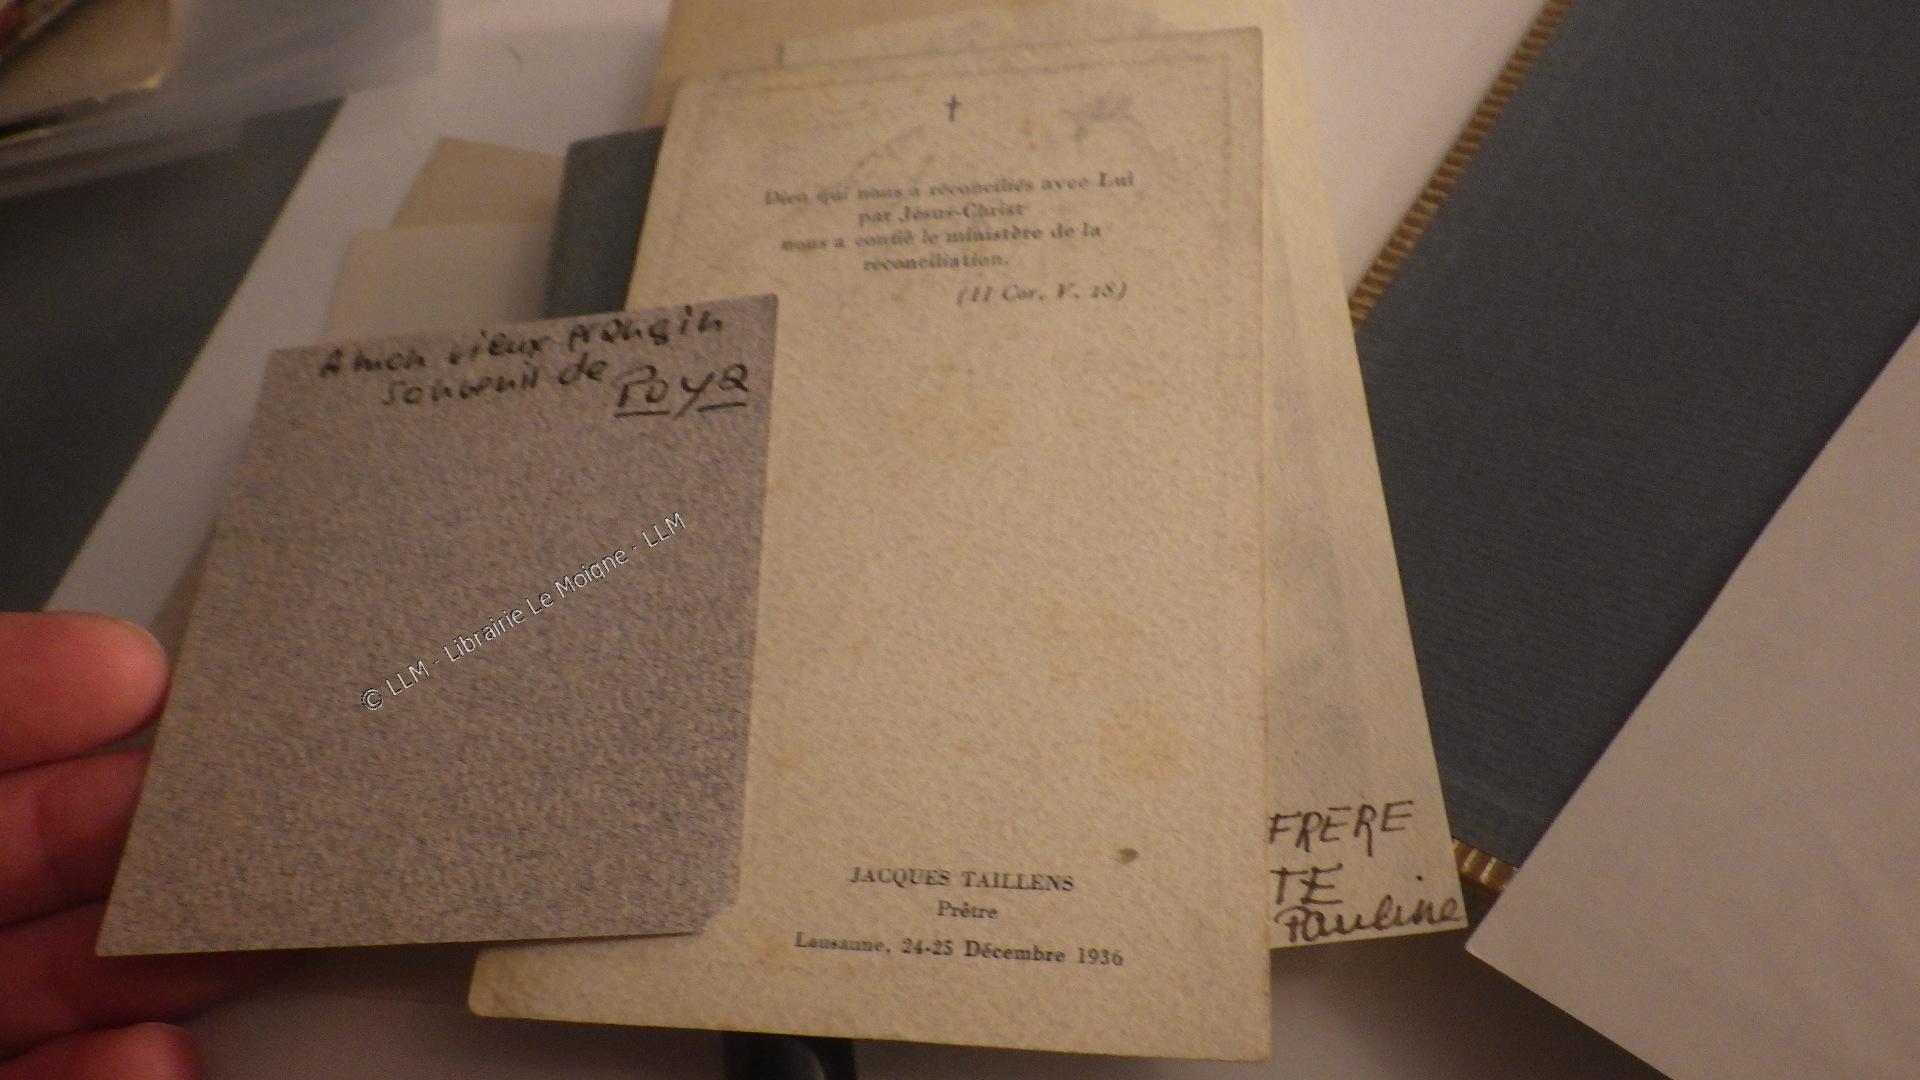 †
Dieu qui nous a réconciliés avec Lui
par Jésus-Christ
nous a confié le ministère de la
réconciliation.
(II Cor. V. 18)
JACQUES TAILLENS
Prêtre
Lausanne, 24-25 Décembre 1936
A mon vieux frangin
souvenir de Poya
FRERE
TE
Pauline
© LLM - Librairie Le Moigne - LLM